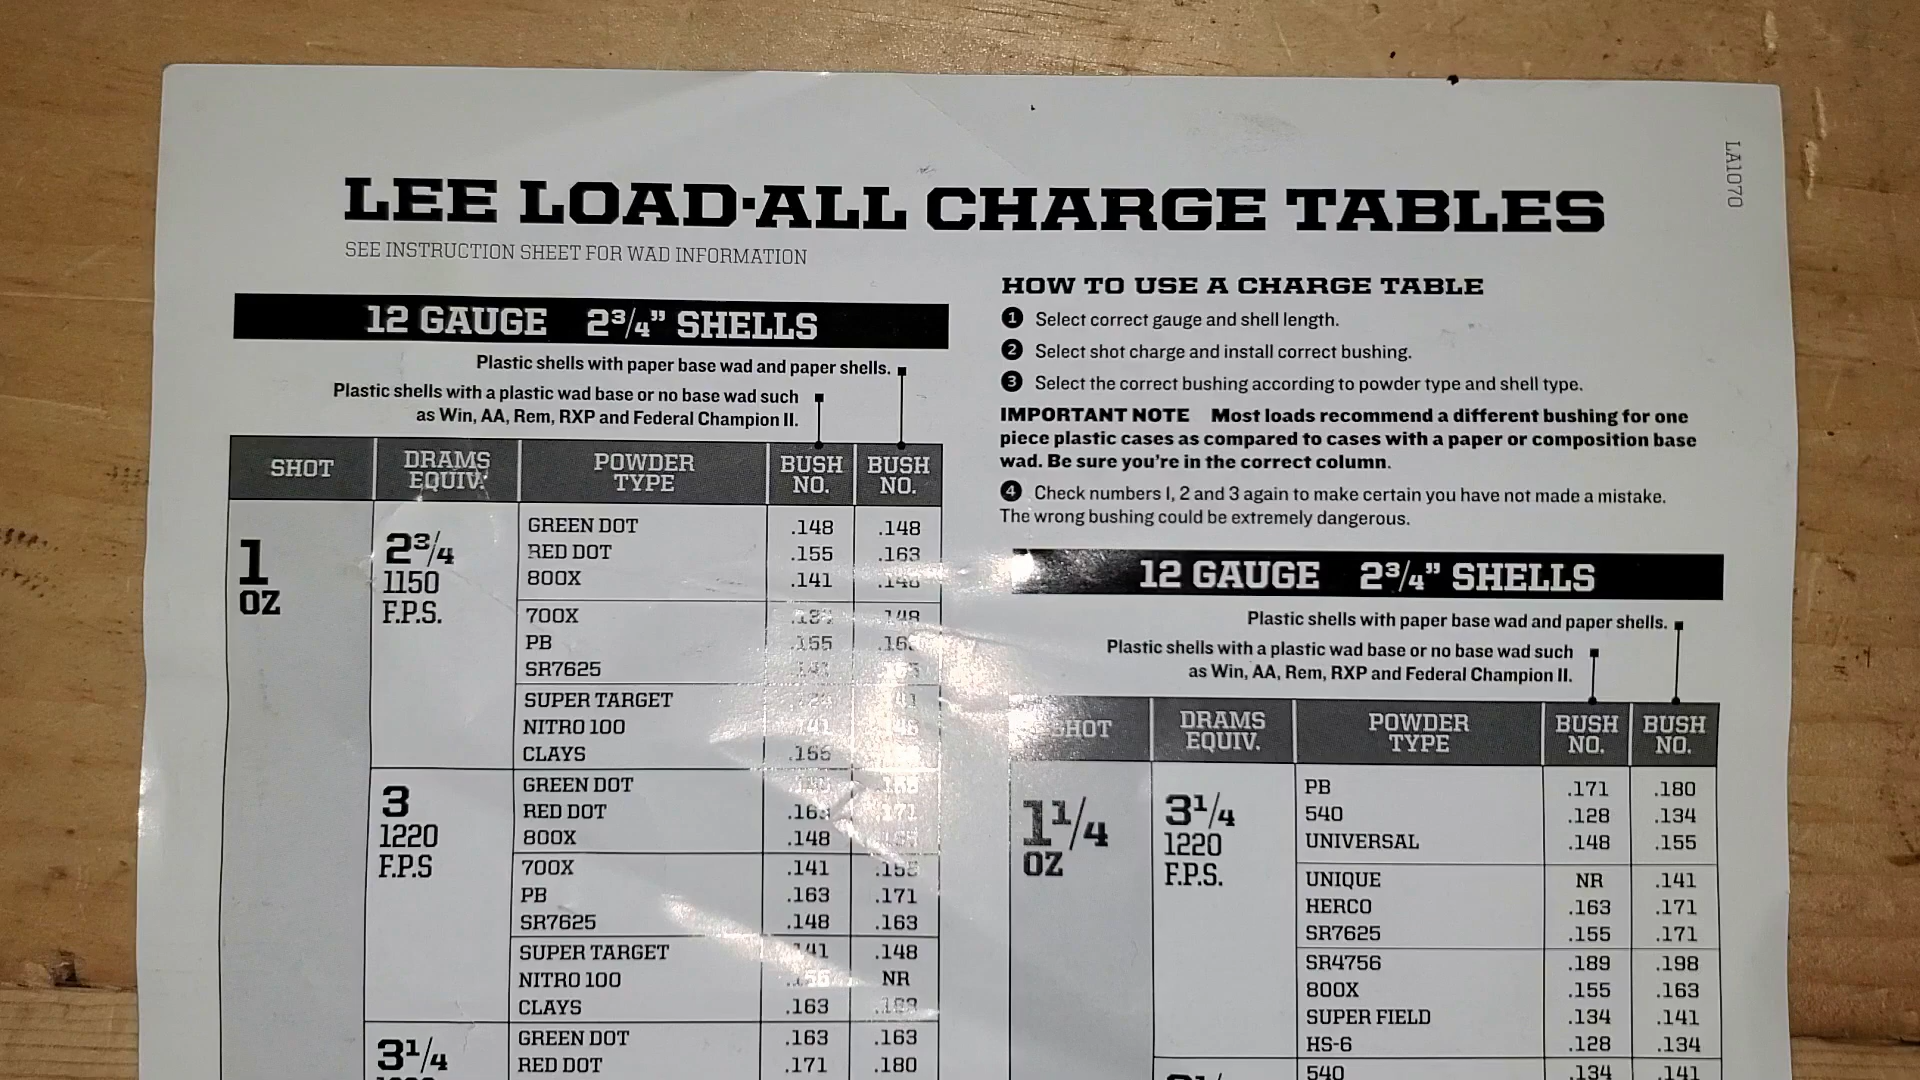 LA1070
LEE LOAD·ALL CHARGE TABLES
SEE INSTRUCTION SHEET FOR WAD INFORMATION
12 GAUGE 2¾” SHELLS
Plastic shells with paper base wad and paper shells.
Plastic shells with a plastic wad base or no base wad such
as Win, AA, Rem, RXP and Federal Champion II.
SHOT DRAMS EQUIV. POWDER TYPE BUSH NO. BUSH NO.
1 OZ
2¾ 1150 F.P.S.
GREEN DOT .148 .148
RED DOT .155 .163
800X .141
700X
PB .155
SR7625
SUPER TARGET
NITRO 100
CLAYS .155
3 1220 F.P.S
GREEN DOT
RED DOT .171
800X .148
700X .141
PB .163 .171
SR7625 .148 .163
SUPER TARGET .141 .148
NITRO 100 NR
CLAYS .163
3¼
GREEN DOT .163 .163
RED DOT .171 .180
HOW TO USE A CHARGE TABLE
1 Select correct gauge and shell length.
2 Select shot charge and install correct bushing.
3 Select the correct bushing according to powder type and shell type.
IMPORTANT NOTE Most loads recommend a different bushing for one
piece plastic cases as compared to cases with a paper or composition base
wad. Be sure you're in the correct column.
4 Check numbers 1, 2 and 3 again to make certain you have not made a mistake.
The wrong bushing could be extremely dangerous.
12 GAUGE 2¾” SHELLS
Plastic shells with paper base wad and paper shells.
Plastic shells with a plastic wad base or no base wad such
as Win, AA, Rem, RXP and Federal Champion II.
SHOT DRAMS EQUIV. POWDER TYPE BUSH NO. BUSH NO.
1¼ OZ
3¼ 1220 F.P.S.
PB .171 .180
540 .128 .134
UNIVERSAL .148 .155
UNIQUE NR .141
HERCO .163 .171
SR7625 .155 .171
SR4756 .189 .198
800X .155 .163
SUPER FIELD .134 .141
HS-6 .128 .134
540 .134 .141